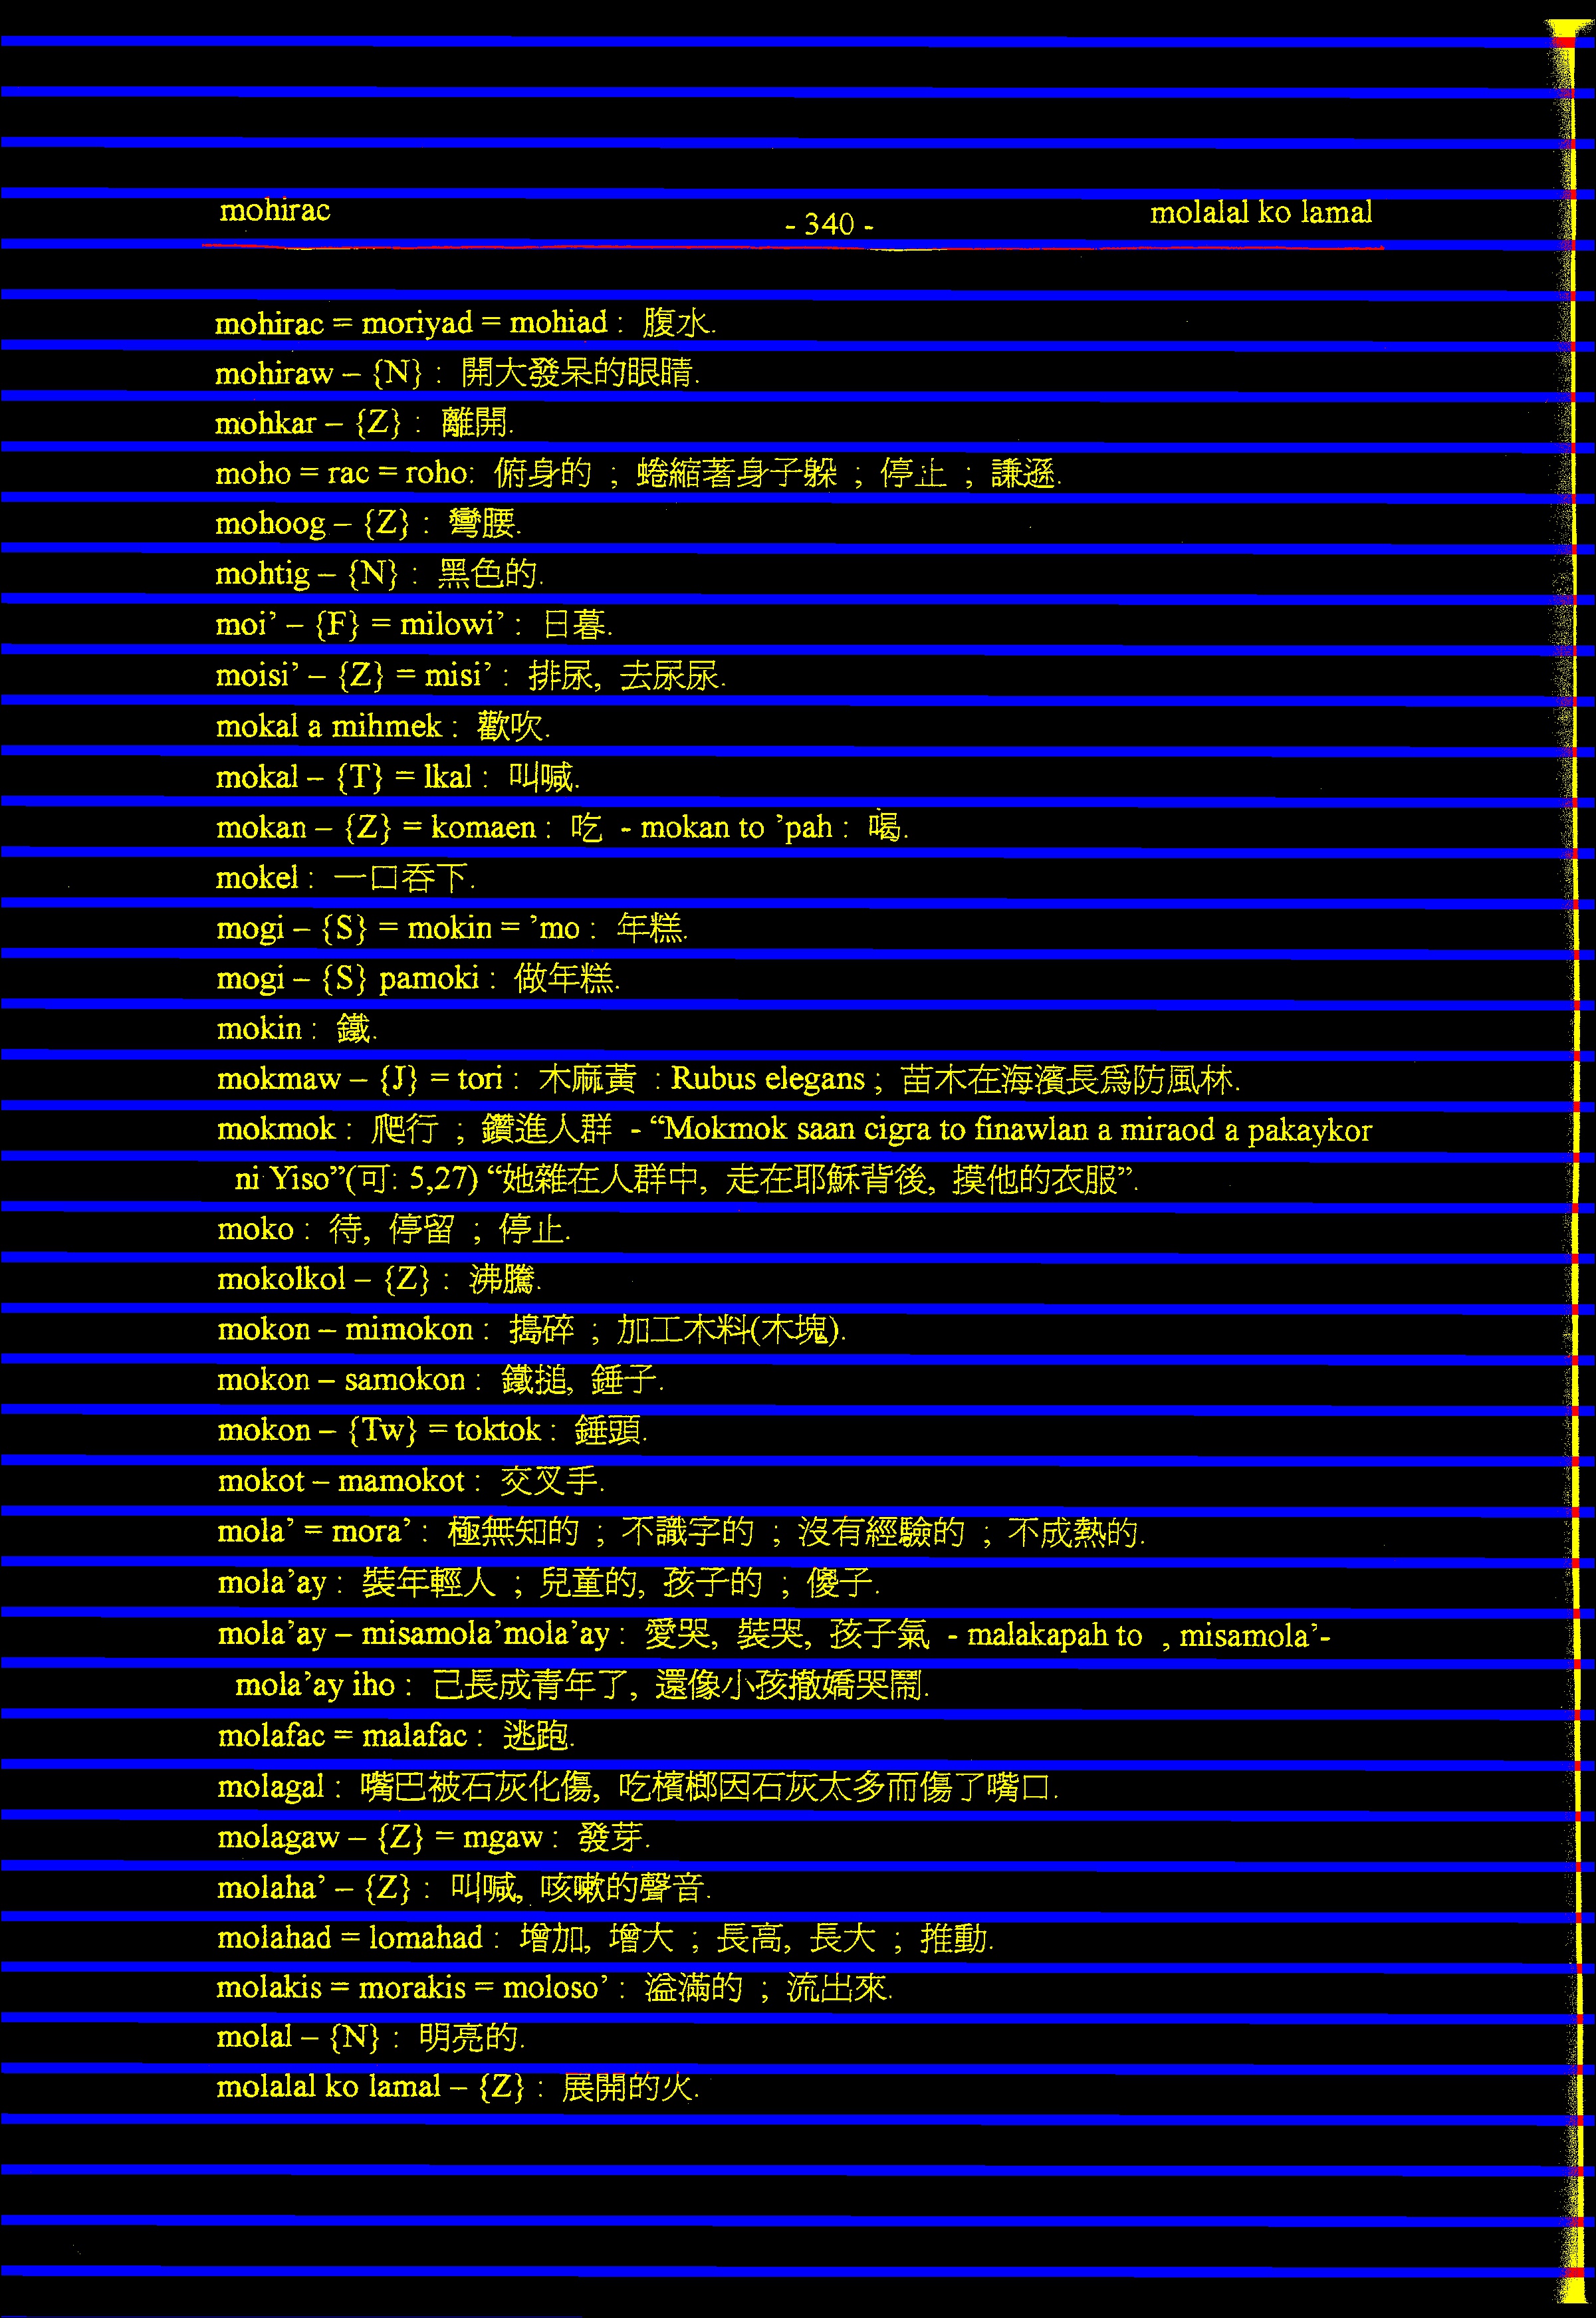 mohirac - 340 - molalal ko lamal
mohirac = moriyad = mohiad : 腹水.
mohiraw – {N} : 開大發呆的眼睛.
mohkar – {Z} : 離開.
moho = rac = roho: 俯身的 ; 蜷縮著身子躲 ; 停止 ; 謙遜.
mohoog – {Z} : 彎腰.
mohtig – {N} : 黑色的.
moi’ – {F} = milowi’ : 日暮.
moisi’ – {Z} = misi’ : 排尿, 去尿尿.
mokal a mihmek : 歡吹.
mokal – {T} = lkal : 叫喊.
mokan – {Z} = komaen : 吃 - mokan to ’pah : 喝.
mokel : 一口吞下.
mogi – {S} = mokin = ’mo : 年糕.
mogi – {S} pamoki : 做年糕.
mokin : 鐵.
mokmaw – {J} = tori : 木麻黃 : Rubus elegans ; 苗木在海濱長爲防風林.
mokmok : 爬行 ; 鑽進人群 - “Mokmok saan cigra to finawlan a miraod a pakaykor
ni Yiso”(可: 5,27) “她雜在人群中, 走在耶穌背後, 摸他的衣服”.
moko : 待, 停留 ; 停止.
mokolkol – {Z} : 沸騰.
mokon – mimokon : 搗碎 ; 加工木料(木塊).
mokon – samokon : 鐵搥, 錘子.
mokon – {Tw} = toktok : 錘頭.
mokot – mamokot : 交叉手.
mola’ = mora’ : 極無知的 ; 不識字的 ; 沒有經驗的 ; 不成熱的.
mola’ay : 裝年輕人 ; 兒童的, 孩子的 ; 傻子.
mola’ay – misamola’mola’ay : 愛哭, 裝哭, 孩子氣 - malakapah to , misamola’-
mola’ay iho : 己長成青年了, 還像小孩撤嬌哭鬧.
molafac = malafac : 逃跑.
molagal : 嘴巴被石灰化傷, 吃檳榔因石灰太多而傷了嘴口.
molagaw – {Z} = mgaw : 發芽.
molaha’ – {Z} : 叫喊, 咳嗽的聲音.
molahad = lomahad : 增加, 增大 ; 長高, 長大 ; 推動.
molakis = morakis = moloso’ : 溢滿的 ; 流出來.
molal – {N} : 明亮的.
molalal ko lamal – {Z} : 展開的火.